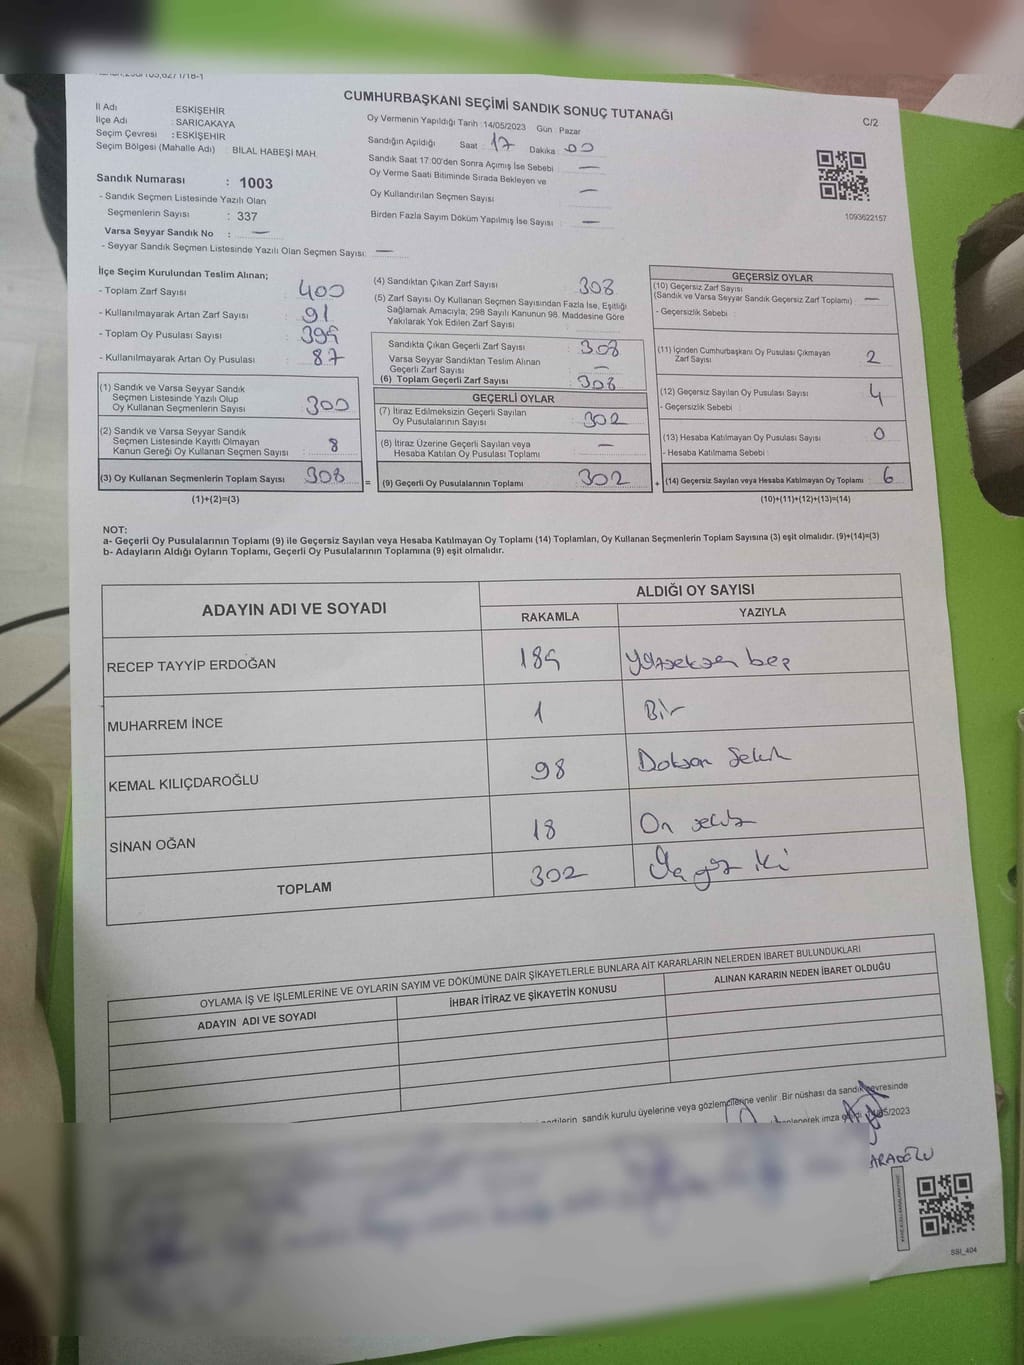 CUMHURBAŞKANI SEÇİMİ SANDIK SONUÇ TUTANAĞI
C/2
İl Adı : ESKİŞEHİR
İlçe Adı : SARICAKAYA
Seçim Çevresi : ESKİŞEHİR
Seçim Bölgesi (Mahalle Adı) : BİLAL HABEŞİ MAH.
Sandık Numarası : 1003
- Sandık Seçmen Listesinde Yazılı Olan
Seçmenlerin Sayısı : 337
Varsa Seyyar Sandık No : —
- Seyyar Sandık Seçmen Listesinde Yazılı Olan Seçmen Sayısı: —
Oy Vermenin Yapıldığı Tarih : 14/05/2023 Gün : Pazar
Sandığın Açıldığı Saat : 17 Dakika : 00
Sandık Saat 17:00'den Sonra Açımış İse Sebebi : —
Oy Verme Saati Bitiminde Sırada Bekleyen ve
Oy Kullandırılan Seçmen Sayısı : —
Birden Fazla Sayım Döküm Yapılmış İse Sayısı : —
1093622157
İlçe Seçim Kurulundan Teslim Alınan;
- Toplam Zarf Sayısı : 400
- Kullanılmayarak Artan Zarf Sayısı : 91
- Toplam Oy Pusulası Sayısı : 395
- Kullanılmayarak Artan Oy Pusulası : 87
(1) Sandık ve Varsa Seyyar Sandık
Seçmen Listesinde Yazılı Olup
Oy Kullanan Seçmenlerin Sayısı : 300
(2) Sandık ve Varsa Seyyar Sandık
Seçmen Listesinde Kayıtlı Olmayan
Kanun Gereği Oy Kullanan Seçmen Sayısı : 8
(3) Oy Kullanan Seçmenlerin Toplam Sayısı : 308
(1)+(2)=(3)
(4) Sandıktan Çıkan Zarf Sayısı : 308
(5) Zarf Sayısı Oy Kullanan Seçmen Sayısından Fazla İse, Eşitliği
Sağlamak Amacıyla; 298 Sayılı Kanunun 98. Maddesine Göre
Yakılarak Yok Edilen Zarf Sayısı :
Sandıkta Çıkan Geçerli Zarf Sayısı : 308
Varsa Seyyar Sandıktan Teslim Alınan
Geçerli Zarf Sayısı : —
(6) Toplam Geçerli Zarf Sayısı : 308
GEÇERLİ OYLAR
(7) İtiraz Edilmeksizin Geçerli Sayılan
Oy Pusulalarının Sayısı : 302
(8) İtiraz Üzerine Geçerli Sayılan veya
Hesaba Katılan Oy Pusulası Toplamı : —
= (9) Geçerli Oy Pusulalarının Toplamı : 302
GEÇERSİZ OYLAR
(10) Geçersiz Zarf Sayısı
(Sandık ve Varsa Seyyar Sandık Geçersiz Zarf Toplamı) : —
- Geçersizlik Sebebi :
(11) İçinden Cumhurbaşkanı Oy Pusulası Çıkmayan
Zarf Sayısı : 2
(12) Geçersiz Sayılan Oy Pusulası Sayısı : 4
- Geçersizlik Sebebi :
(13) Hesaba Katılmayan Oy Pusulası Sayısı : 0
- Hesaba Katılmama Sebebi :
+ (14) Geçersiz Sayılan veya Hesaba Katılmayan Oy Toplamı : 6
(10)+(11)+(12)+(13)=(14)
NOT:
a- Geçerli Oy Pusulalarının Toplamı (9) ile Geçersiz Sayılan veya Hesaba Katılmayan Oy Toplamı (14) Toplamları, Oy Kullanan Seçmenlerin Toplam Sayısına (3) eşit olmalıdır. (9)+(14)=(3)
b- Adayların Aldığı Oyların Toplamı, Geçerli Oy Pusulalarının Toplamına (9) eşit olmalıdır.
ADAYIN ADI VE SOYADI
ALDIĞI OY SAYISI
RAKAMLA YAZIYLA
RECEP TAYYİP ERDOĞAN 185 Yüzseksen beş
MUHARREM İNCE 1 Bir
KEMAL KILIÇDAROĞLU 98 Doksan Sekiz
SİNAN OĞAN 18 On sekiz
TOPLAM 302 Üç yüz iki
OYLAMA İŞ VE İŞLEMLERİNE VE OYLARIN SAYIM VE DÖKÜMÜNE DAİR ŞİKAYETLERLE BUNLARA AİT KARARLARIN NELERDEN İBARET BULUNDUKLARI
ADAYIN ADI VE SOYADI İHBAR İTİRAZ VE ŞİKAYETİN KONUSU ALINAN KARARIN NEDEN İBARET OLDUĞU
sandık kurulu üyelerine veya gözlemcilerine verilir. Bir nüshası da sandık çevresinde
imza
SSI_404